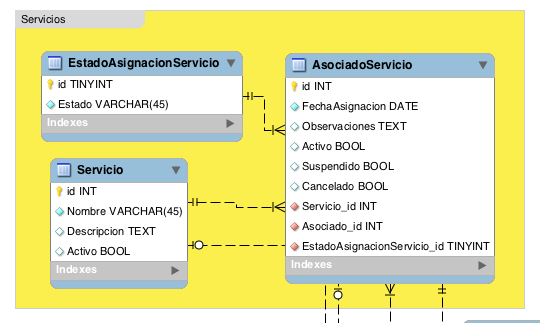 Servicios
EstadoAsignacionServicio
id TINYINT
Estado VARCHAR(45)
Indexes
Servicio
id INT
Nombre VARCHAR(45)
Descripcion TEXT
Activo BOOL
Indexes
AsociadoServicio
id INT
FechaAsignacion DATE
Observaciones TEXT
Activo BOOL
Suspendido BOOL
Cancelado BOOL
Servicio_id INT
Asociado_id INT
EstadoAsignacionServicio_id TINYINT
Indexes